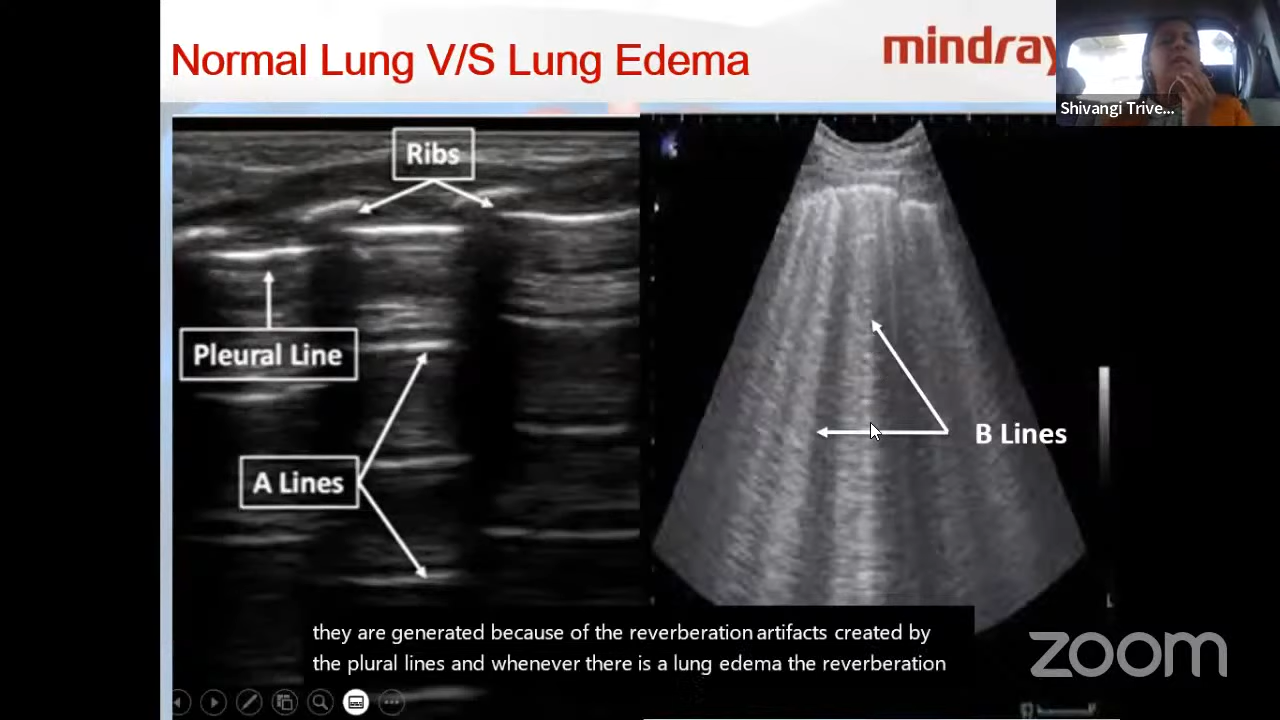 Normal Lung V/S Lung Edema
mindray
Shivangi Trive...
Ribs
Pleural Line
A Lines
B Lines
they are generated because of the reverberation artifacts created by
the plural lines and whenever there is a lung edema the reverberation
zoom